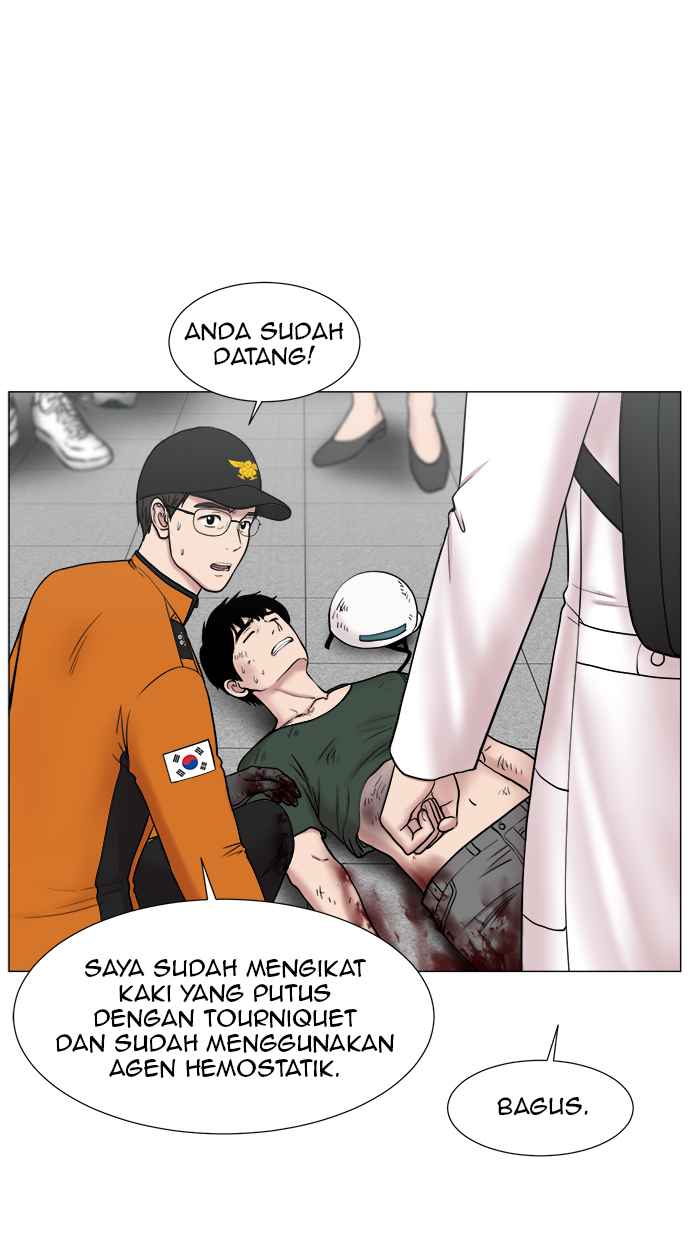 ANDA SUDAH
DATANG!
SAYA SUDAH MENGIKAT
KAKI YANG PUTUS
DENGAN TOURNIQUET
DAN SUDAH MENGGUNAKAN
AGEN HEMOSTATIK.
BAGUS.